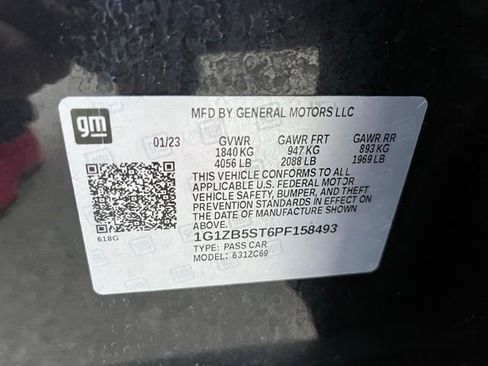 gm
MFD BY GENERAL MOTORS LLC
01/23 GVWR GAWR FRT GAWR RR
1840 KG 947 KG 893 KG
4056 LB 2088 LB 1969 LB
THIS VEHICLE CONFORMS TO ALL
APPLICABLE U.S. FEDERAL MOTOR
VEHICLE SAFETY, BUMPER, AND THEFT
PREVENTION STANDARDS IN EFFECT ON
THE DATE OF MANUFACTURE SHOWN ABOVE.
618G
1G1ZB5ST6PF158493
TYPE: PASS CAR
MODEL: 631ZC69